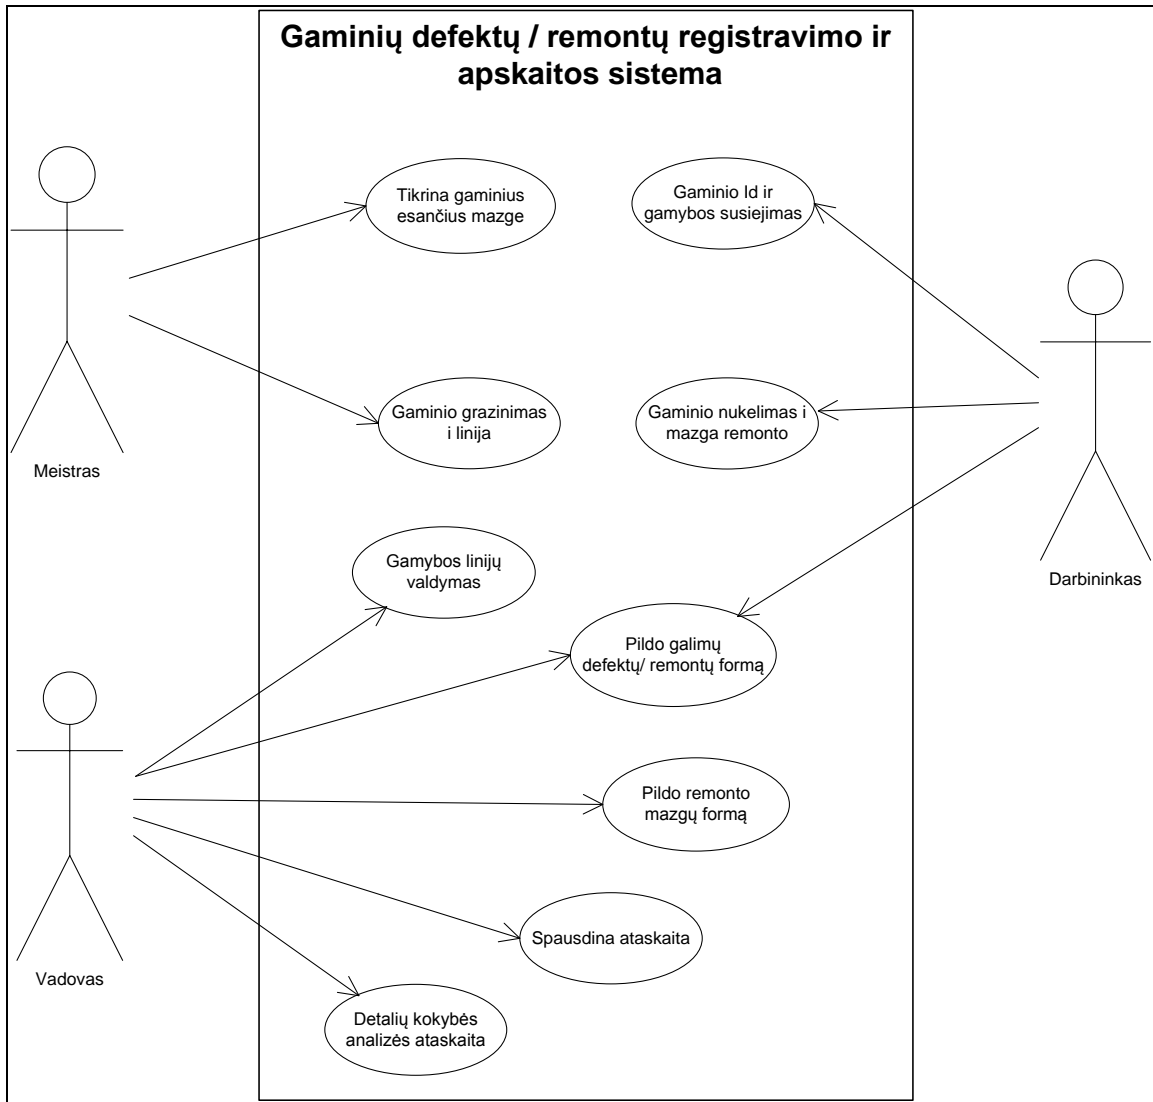 Gaminių defektų / remontų registravimo ir
apskaitos sistema
Tikrina gaminius
esančius mazge
Gaminio Id ir
gamybos susiejimas
Gaminio grazinimas
i linija
Gaminio nukelimas i
mazga remonto
Meistras
Darbininkas
Gamybos linijų
valdymas
Pildo galimų
defektų/ remontų formą
Pildo remonto
mazgų formą
Spausdina ataskaita
Vadovas
Detalių kokybės
analizės ataskaita